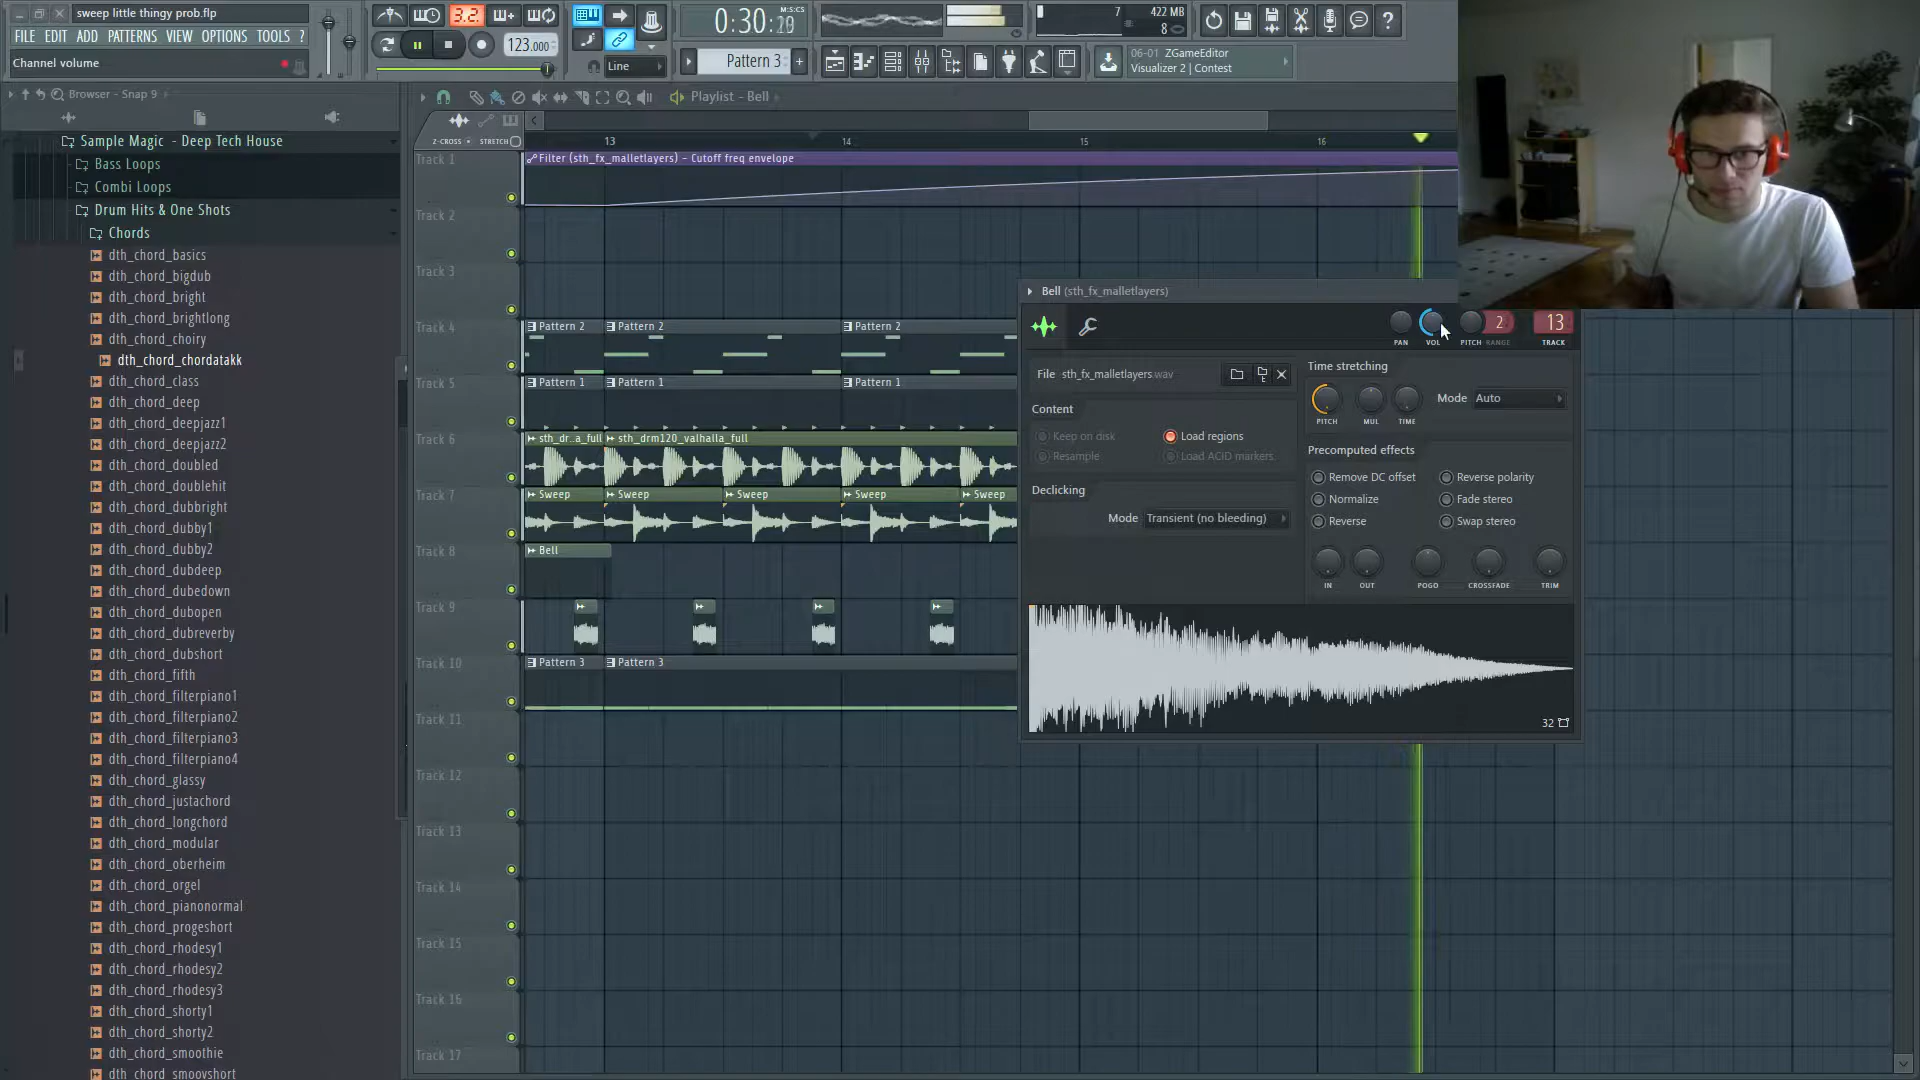 sweep little thingy prob.flp
FILE EDIT ADD PATTERNS VIEW OPTIONS TOOLS ?
Channel volume
3.2
123.000
Line
0:30:20
M:S:CS
Pattern 3
7
422 MB
8
06-01 ZGameEditor
Visualizer 2 | Contest
Browser - Snap 9
Playlist - Bell
Z-CROSS
STRETCH
13
14
15
16
Sample Magic - Deep Tech House
Bass Loops
Combi Loops
Drum Hits & One Shots
Chords
dth_chord_basics
dth_chord_bigdub
dth_chord_bright
dth_chord_brightlong
dth_chord_choiry
dth_chord_chordatakk
dth_chord_class
dth_chord_deep
dth_chord_deepjazz1
dth_chord_deepjazz2
dth_chord_doubled
dth_chord_doublehit
dth_chord_dubbright
dth_chord_dubby1
dth_chord_dubby2
dth_chord_dubdeep
dth_chord_dubedown
dth_chord_dubopen
dth_chord_dubreverby
dth_chord_dubshort
dth_chord_fifth
dth_chord_filterpiano1
dth_chord_filterpiano2
dth_chord_filterpiano3
dth_chord_filterpiano4
dth_chord_glassy
dth_chord_justachord
dth_chord_longchord
dth_chord_modular
dth_chord_oberheim
dth_chord_orgel
dth_chord_pianonormal
dth_chord_progeshort
dth_chord_rhodesy1
dth_chord_rhodesy2
dth_chord_rhodesy3
dth_chord_shorty1
dth_chord_shorty2
dth_chord_smoothie
dth_chord_smoovshort
Track 1
Filter (sth_fx_malletlayers) - Cutoff freq envelope
Track 2
Track 3
Track 4
Pattern 2
Pattern 2
Pattern 2
Track 5
Pattern 1
Pattern 1
Pattern 1
Track 6
sth_dr..a_full
sth_drm120_valhalla_full
Track 7
Sweep
Sweep
Sweep
Sweep
Sweep
Track 8
Bell
Track 9
Track 10
Pattern 3
Pattern 3
Track 11
Track 12
Track 13
Track 14
Track 15
Track 16
Track 17
Bell (sth_fx_malletlayers)
2
13
PAN
VOL
PITCH
RANGE
TRACK
File sth_fx_malletlayers.wav
Content
Keep on disk
Load regions
Resample
Load ACID markers
Declicking
Mode Transient (no bleeding)
Time stretching
PITCH
MUL
TIME
Mode Auto
Precomputed effects
Remove DC offset
Reverse polarity
Normalize
Fade stereo
Reverse
Swap stereo
IN
OUT
POGO
CROSSFADE
TRIM
32